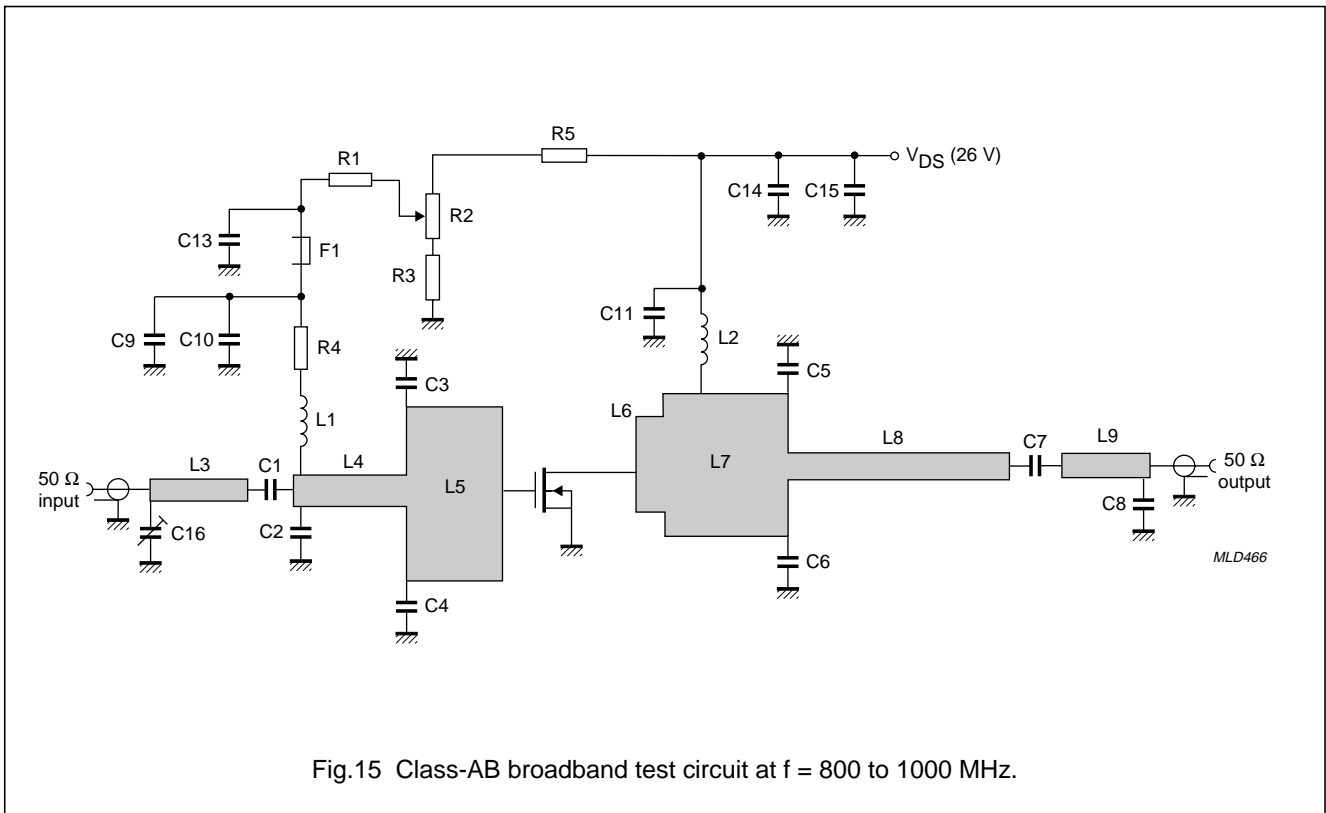 R5
V_DS (26 V)
R1
C14
C15
R2
C13
F1
R3
C11
L2
C9
C10
R4
C3
C5
L1
L6
50 Ω
input
L3
C1
L4
L5
L7
L8
C7
L9
50 Ω
output
C16
C2
C8
C6
C4
MLD466
Fig.15 Class-AB broadband test circuit at f = 800 to 1000 MHz.